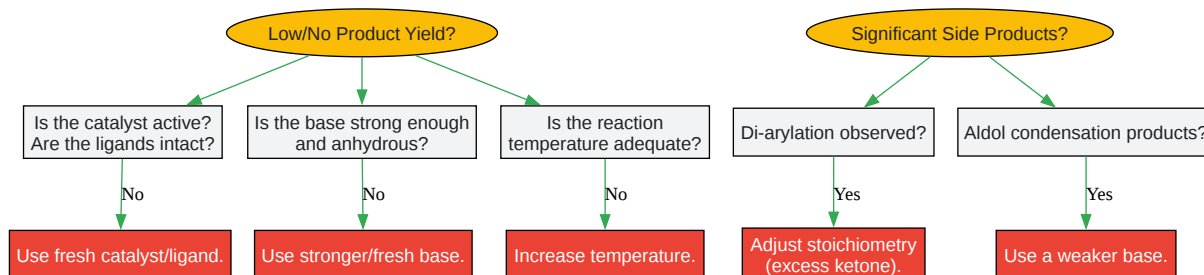 Low/No Product Yield?
Significant Side Products?
Is the catalyst active?
Are the ligands intact?
Is the base strong enough
and anhydrous?
Is the reaction
temperature adequate?
Di-arylation observed?
Aldol condensation products?
No
No
No
Yes
Yes
Use fresh catalyst/ligand.
Use stronger/fresh base.
Increase temperature.
Adjust stoichiometry
(excess ketone).
Use a weaker base.